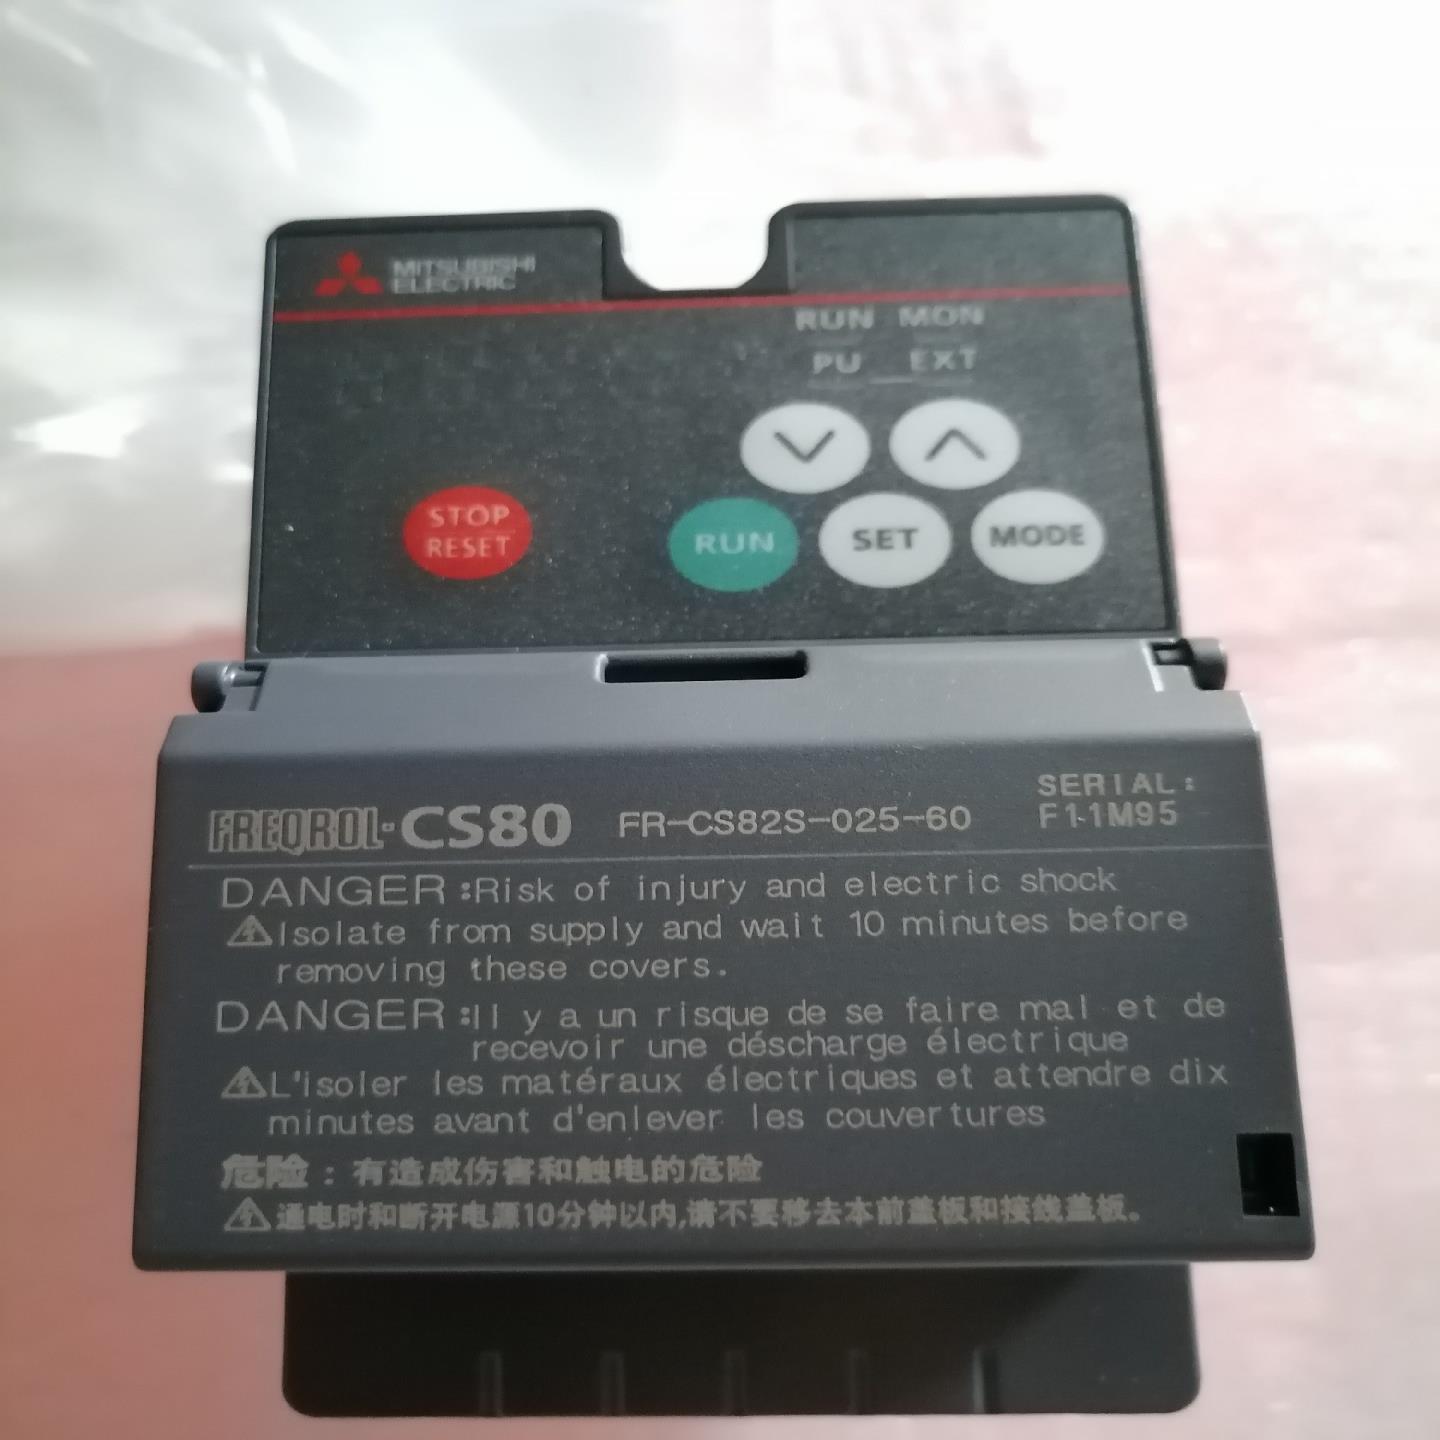 MITSUBISHI
ELECTRIC
RUN MON
PU EXT
STOP
RESET
RUN
SET
MODE
FREQROL-CS80 FR-CS82S-025-60
SERIAL:
F11M95
DANGER:Risk of injury and electric shock
Isolate from supply and wait 10 minutes before
removing these covers.
DANGER:Il y a un risque de se faire mal et de
recevoir une déscharge électrique
L'isoler les matéraux électriques et attendre dix
minutes avant d'enlever les couvertures
危险：有造成伤害和触电的危险
通电时和断开电源10分钟以内,请不要移去本前盖板和接线盖板。